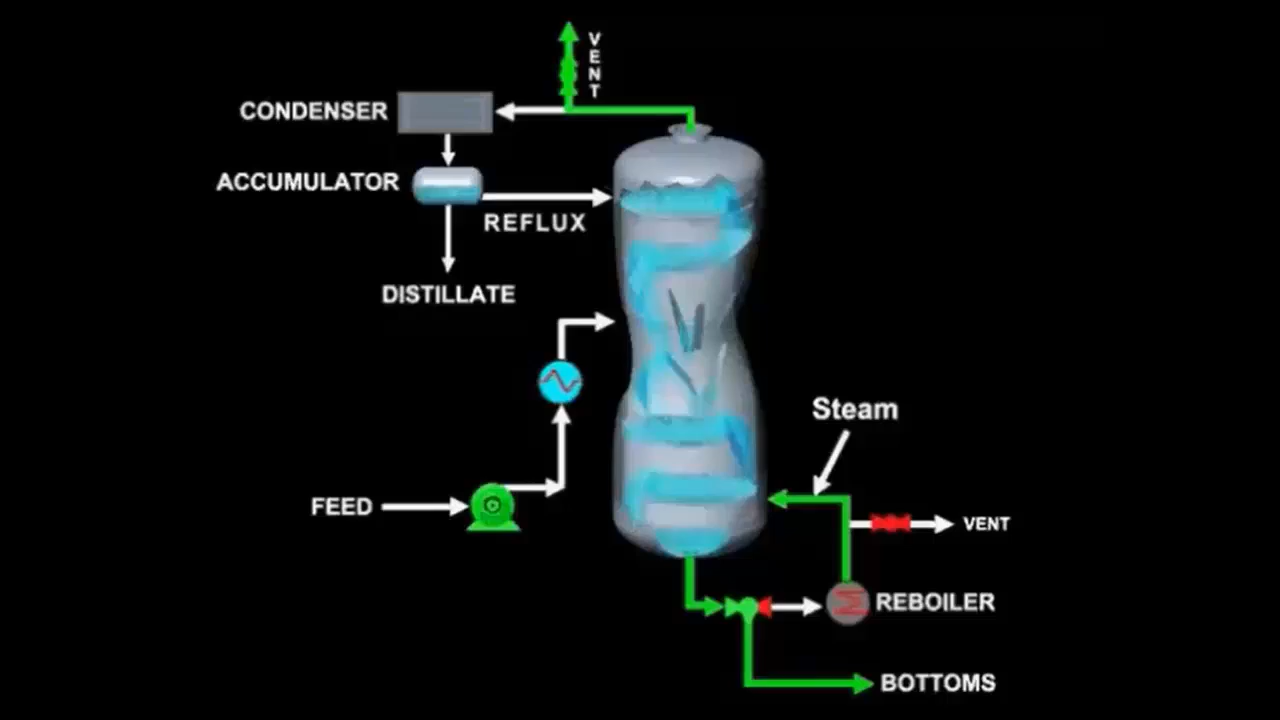 VENT
CONDENSER
ACCUMULATOR
REFLUX
DISTILLATE
Steam
FEED
VENT
REBOILER
BOTTOMS